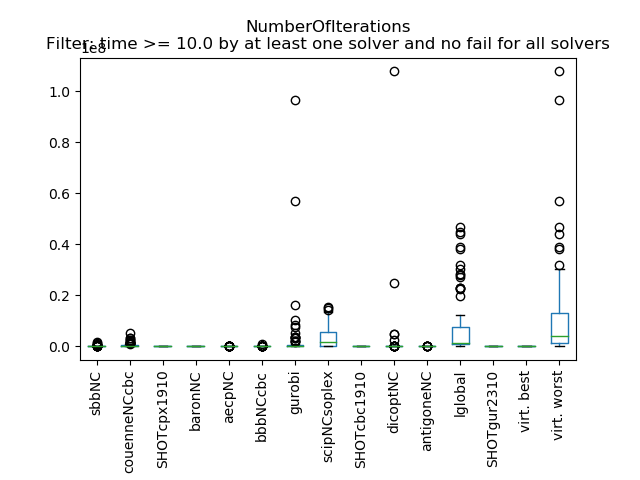 NumberOfIterations
Filter: time >= 10.0 by at least one solver and no fail for all solvers
1e8
1.0
0.8
0.6
0.4
0.2
0.0
sbbNC
couenneNCcbc
SHOTcpx1910
baronNC
aecpNC
bbbNCcbc
gurobi
scipNCsoplex
SHOTcbc1910
dicoptNC
antigoneNC
lglobal
SHOTgur2310
virt. best
virt. worst